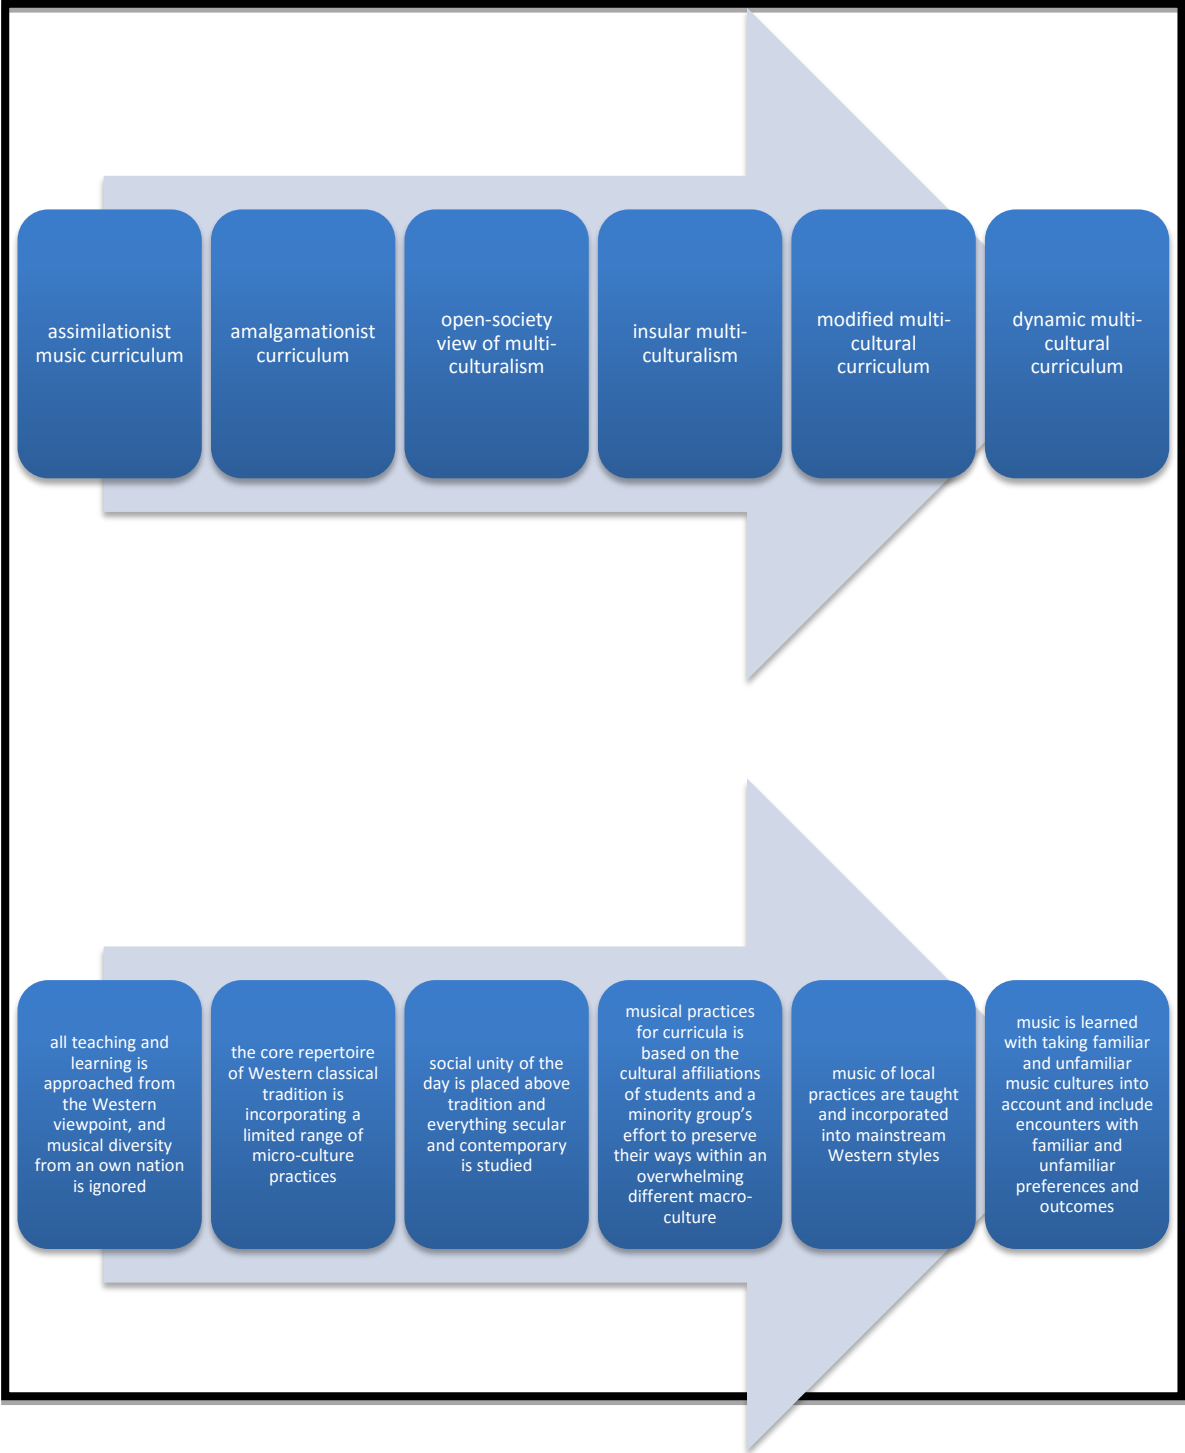 assimilationist
music curriculum
amalgamationist
curriculum
open-society
view of multi-
culturalism
insular multi-
culturalism
modified multi-
cultural
curriculum
dynamic multi-
cultural
curriculum
all teaching and
learning is
approached from
the Western
viewpoint, and
musical diversity
from an own nation
is ignored
the core repertoire
of Western classical
tradition is
incorporating a
limited range of
micro-culture
practices
social unity of the
day is placed above
tradition and
everything secular
and contemporary
is studied
musical practices
for curricula is
based on the
cultural affiliations
of students and a
minority group’s
effort to preserve
their ways within an
overwhelming
different macro-
culture
music of local
practices are taught
and incorporated
into mainstream
Western styles
music is learned
with taking familiar
and unfamiliar
music cultures into
account and include
encounters with
familiar and
unfamiliar
preferences and
outcomes